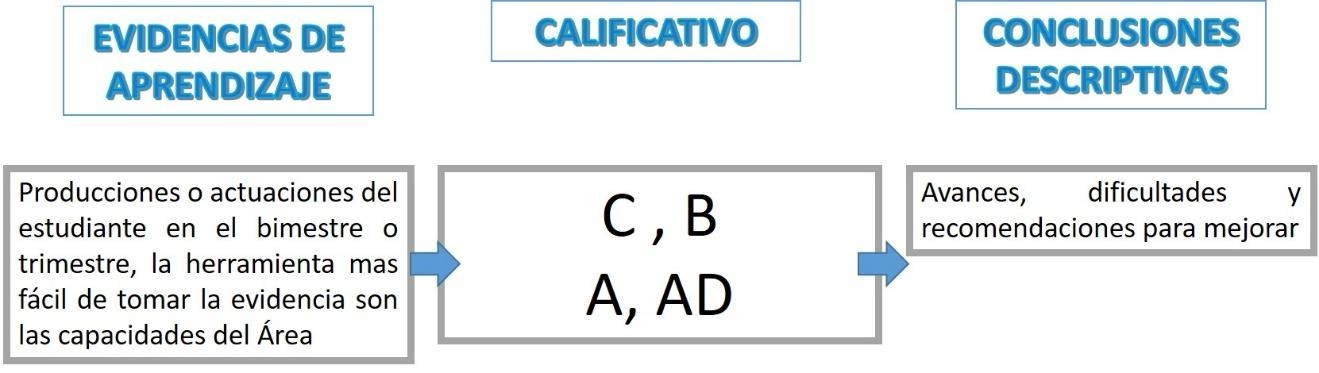 EVIDENCIAS DE
APRENDIZAJE
CALIFICATIVO
CONCLUSIONES
DESCRIPTIVAS
Producciones o actuaciones del
estudiante en el bimestre o
trimestre, la herramienta mas
fácil de tomar la evidencia son
las capacidades del Área
C , B
A, AD
Avances, dificultades y
recomendaciones para mejorar